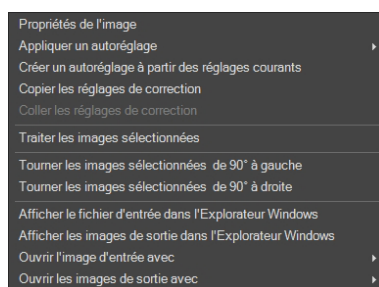 Propriétés de l'image
Appliquer un autoréglage
Créer un autoréglage à partir des réglages courants
Copier les réglages de correction
Coller les réglages de correction
Traiter les images sélectionnées
Tourner les images sélectionnées de 90° à gauche
Tourner les images sélectionnées de 90° à droite
Afficher le fichier d'entrée dans l'Explorateur Windows
Afficher les images de sortie dans l'Explorateur Windows
Ouvrir l'image d'entrée avec
Ouvrir les images de sortie avec